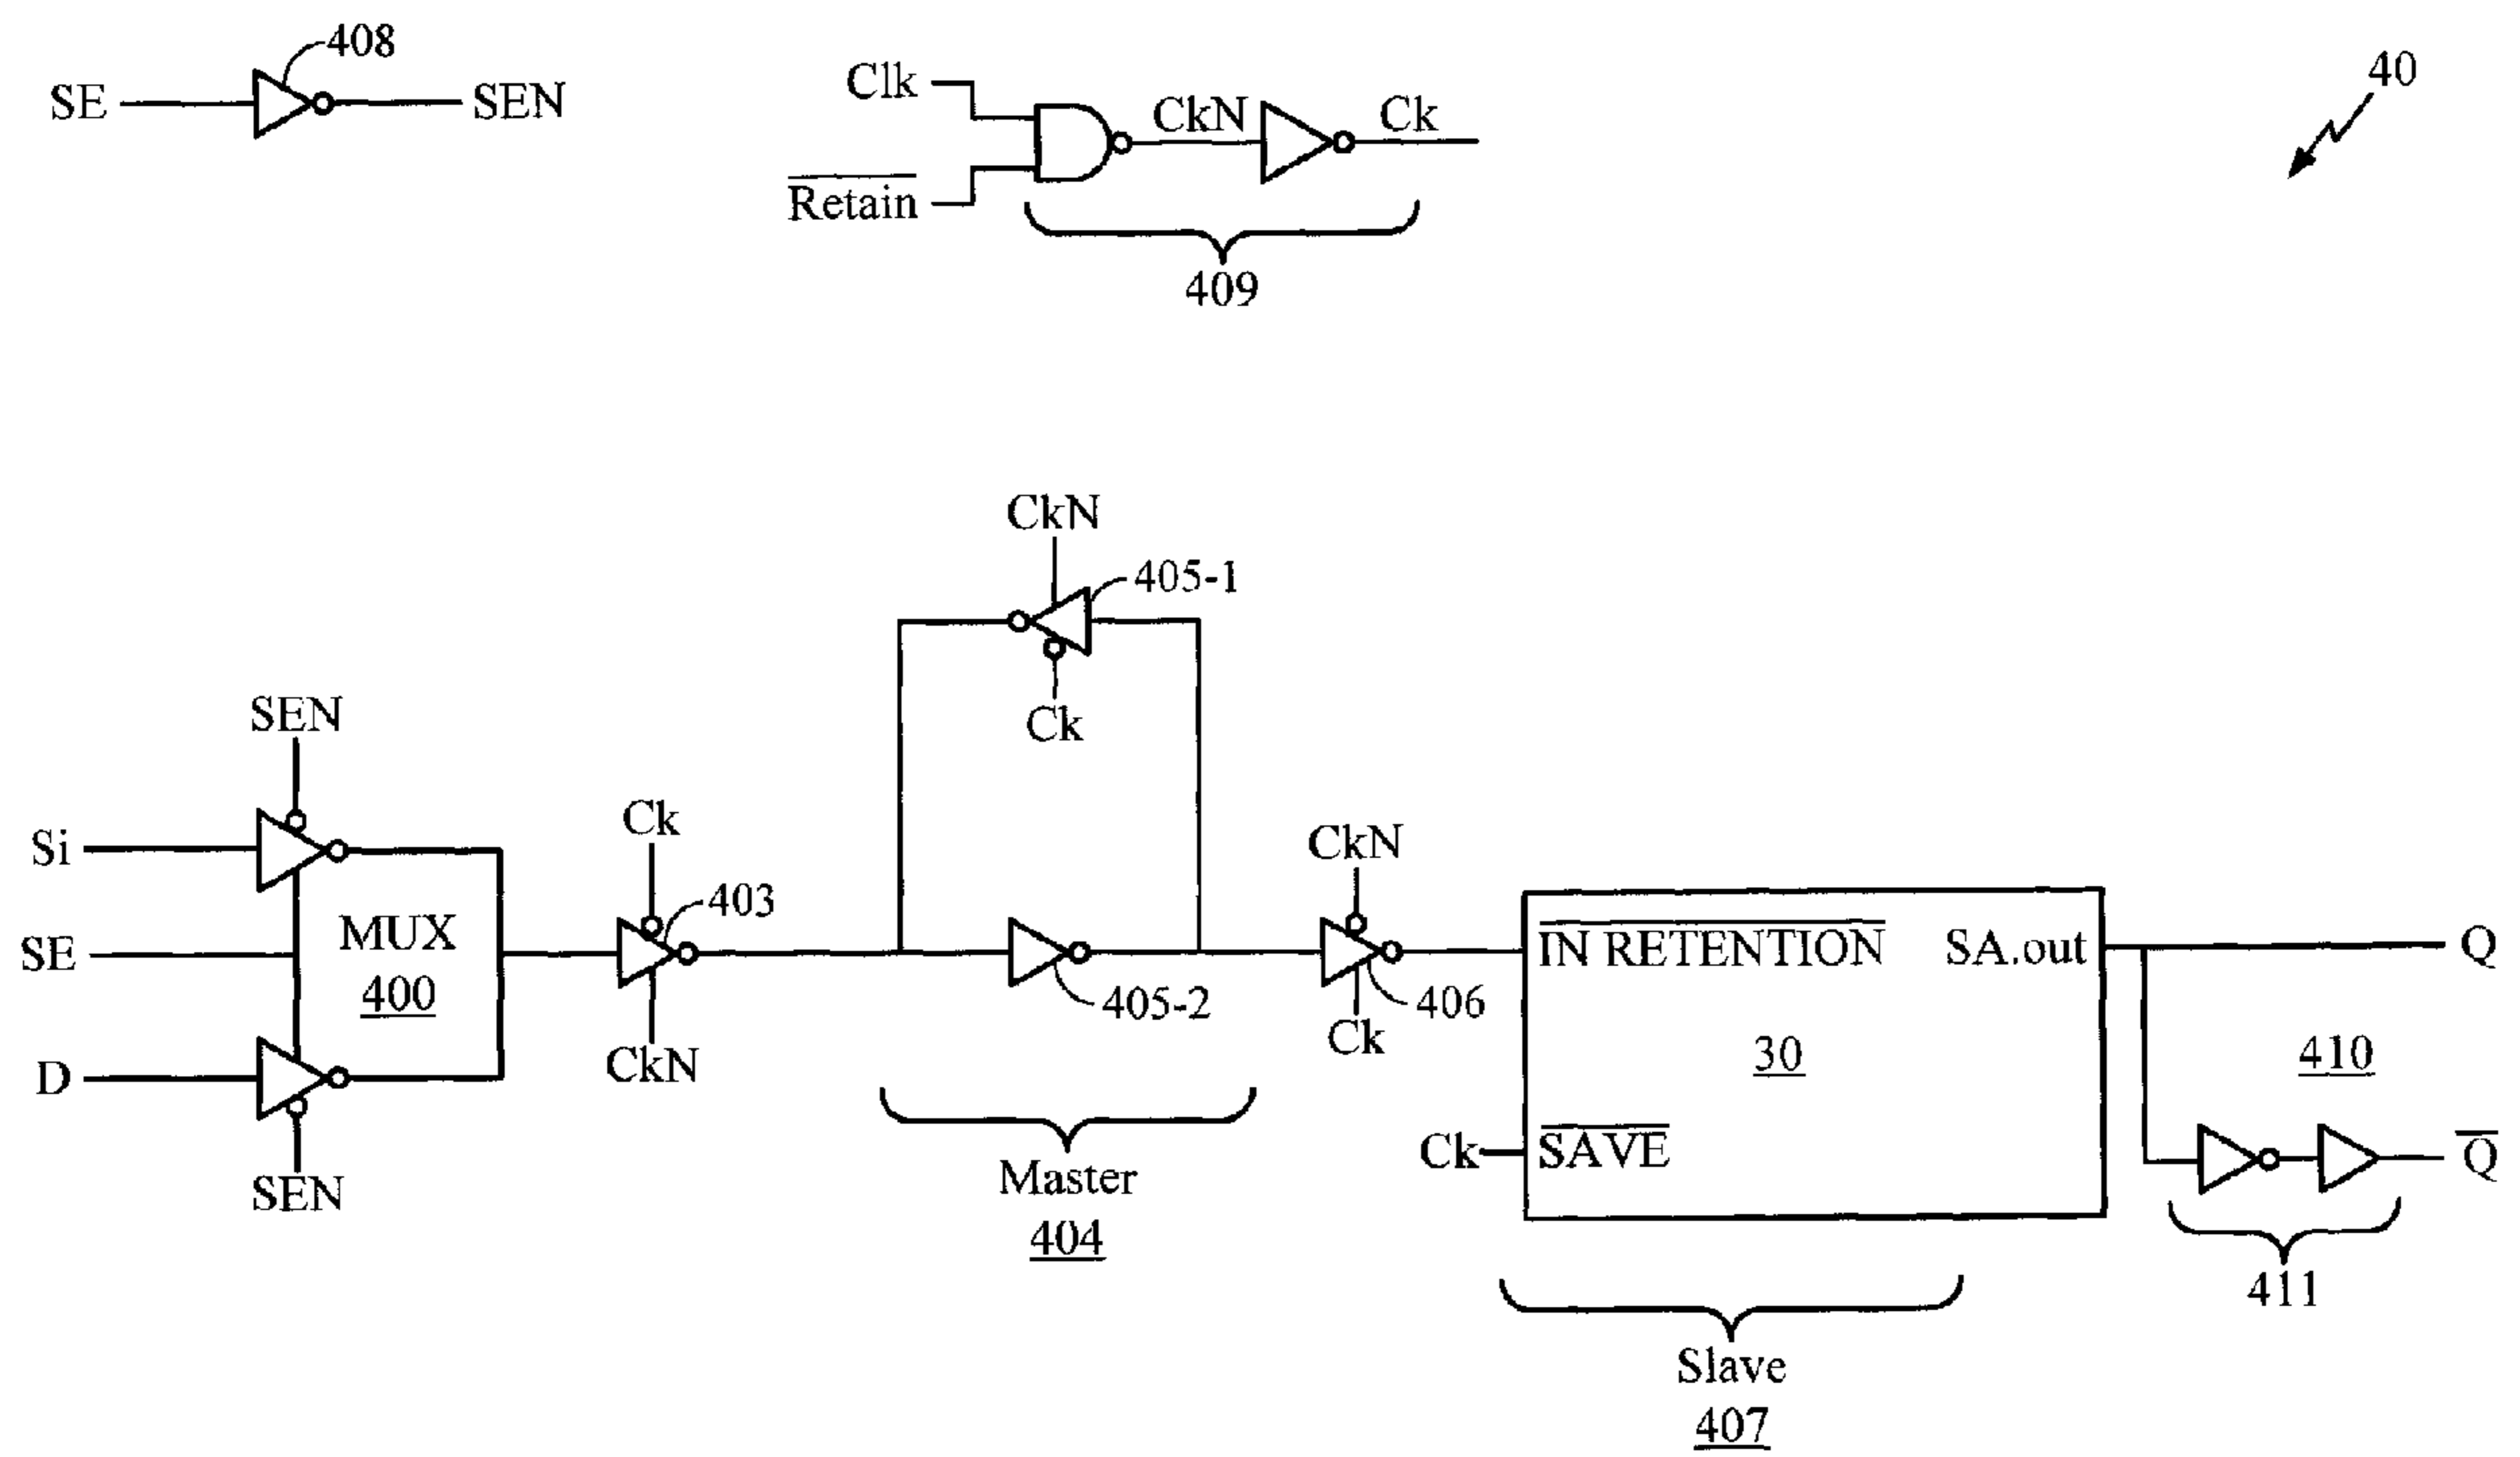 408
SE
SEN
Clk
CkN
Ck
Retain
409
40
CkN
405-1
Ck
SEN
Si
MUX
400
SE
D
SEN
Ck
403
CkN
405-2
Master
404
CkN
406
Ck
IN RETENTION
SA.out
30
Ck
SAVE
Slave
407
Q
410
Q
411